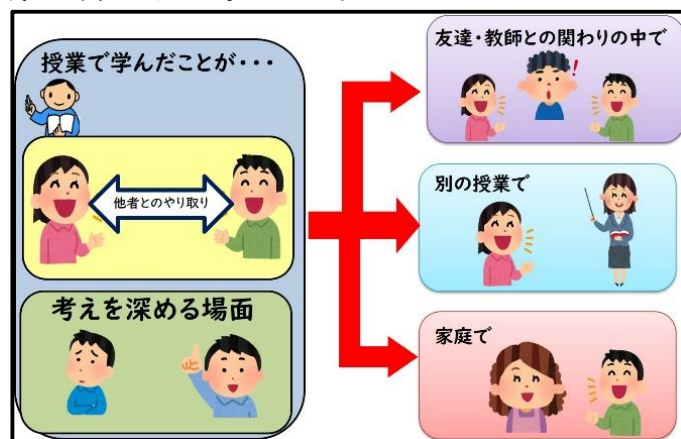 授業で学んだことが・・・
他者とのやり取り
考えを深める場面
友達・教師との関わりの中で
別の授業で
家庭で